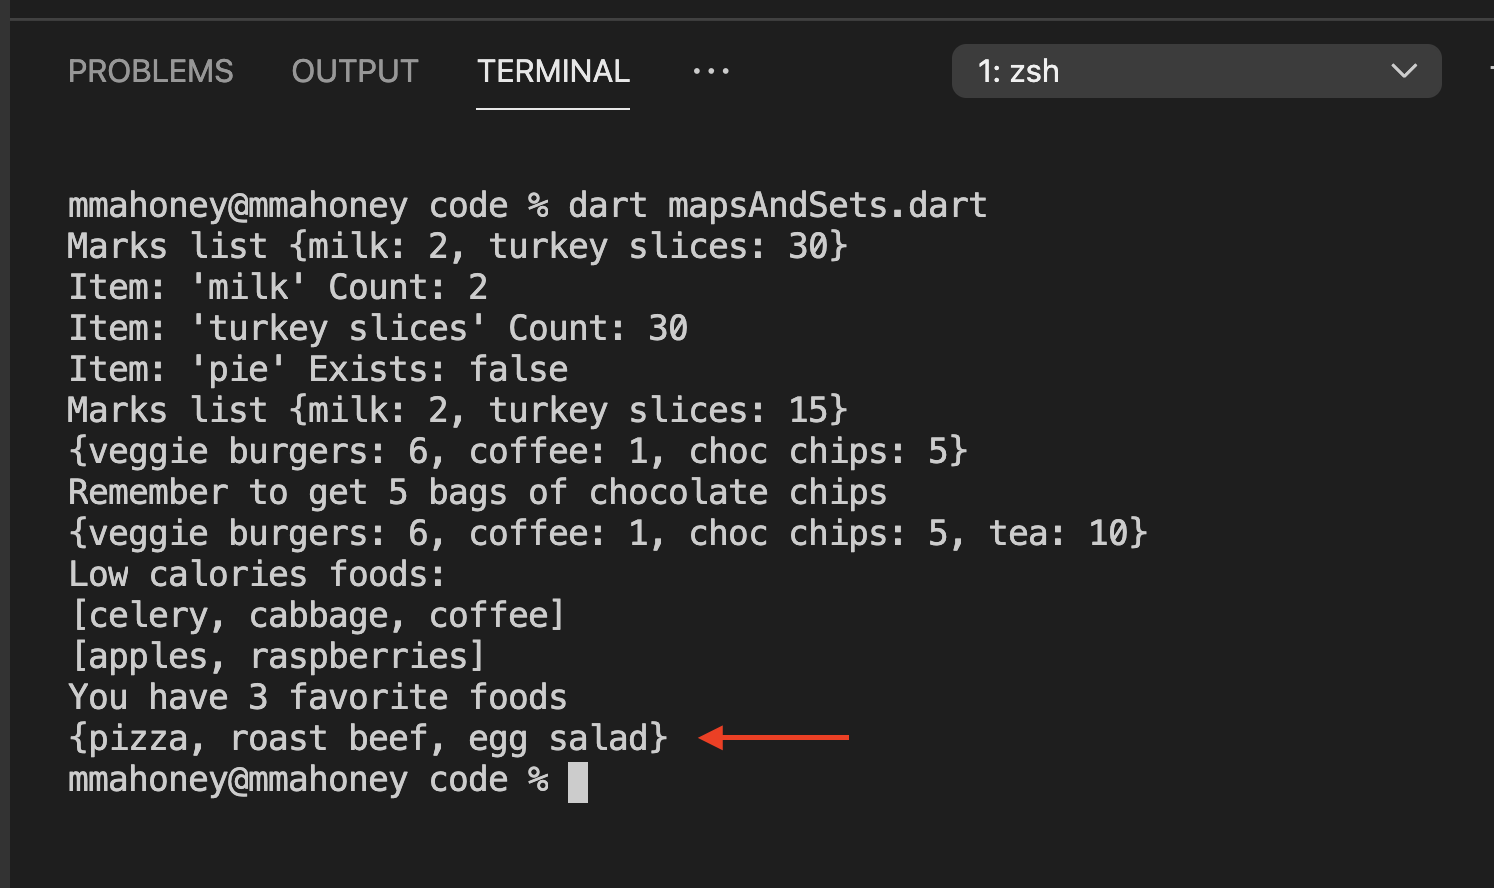 PROBLEMS OUTPUT TERMINAL ... 1: zsh
mmahoney@mmahoney code % dart mapsAndSets.dart
Marks list {milk: 2, turkey slices: 30}
Item: 'milk' Count: 2
Item: 'turkey slices' Count: 30
Item: 'pie' Exists: false
Marks list {milk: 2, turkey slices: 15}
{veggie burgers: 6, coffee: 1, choc chips: 5}
Remember to get 5 bags of chocolate chips
{veggie burgers: 6, coffee: 1, choc chips: 5, tea: 10}
Low calories foods:
[celery, cabbage, coffee]
[apples, raspberries]
You have 3 favorite foods
{pizza, roast beef, egg salad}
mmahoney@mmahoney code %